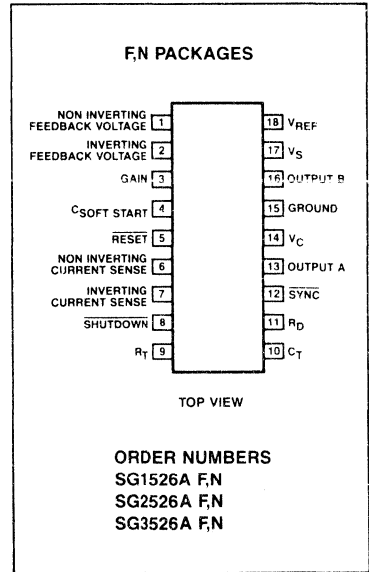 F,N PACKAGES
NON INVERTING
FEEDBACK VOLTAGE 1
INVERTING
FEEDBACK VOLTAGE 2
GAIN 3
CSOFT START 4
RESET 5
NON INVERTING
CURRENT SENSE 6
INVERTING
CURRENT SENSE 7
SHUTDOWN 8
RT 9
18 VREF
17 VS
16 OUTPUT B
15 GROUND
14 VC
13 OUTPUT A
12 SYNC
11 RD
10 CT
TOP VIEW
ORDER NUMBERS
SG1526A F,N
SG2526A F,N
SG3526A F,N